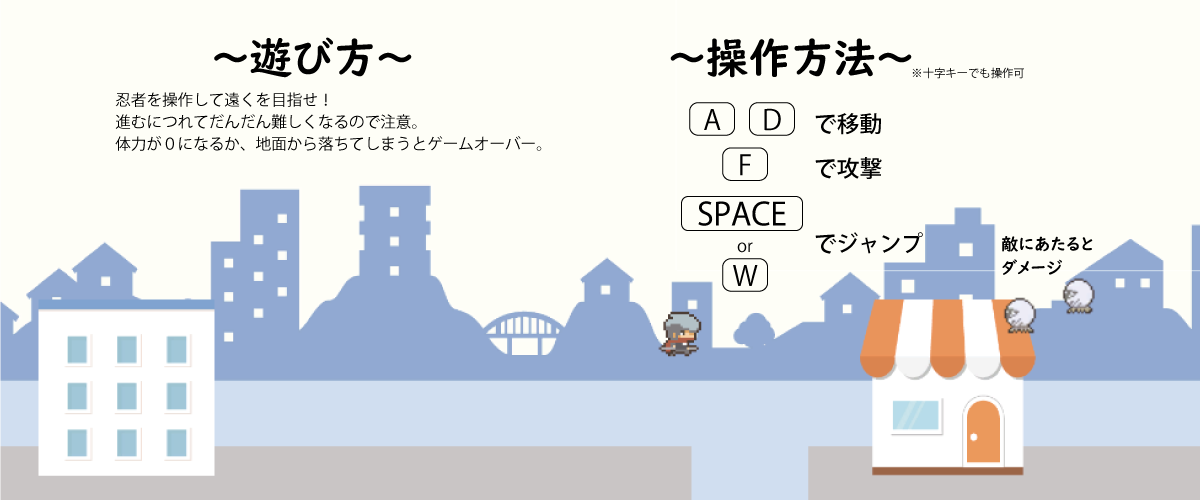 ～遊び方～
忍者を操作して遠くを目指せ！
進むにつれてだんだん難しくなるので注意。
体力が０になるか、地面から落ちてしまうとゲームオーバー。
～操作方法～
※十字キーでも操作可
A D で移動
F で攻撃
SPACE
or
W
でジャンプ
敵にあたると
ダメージ